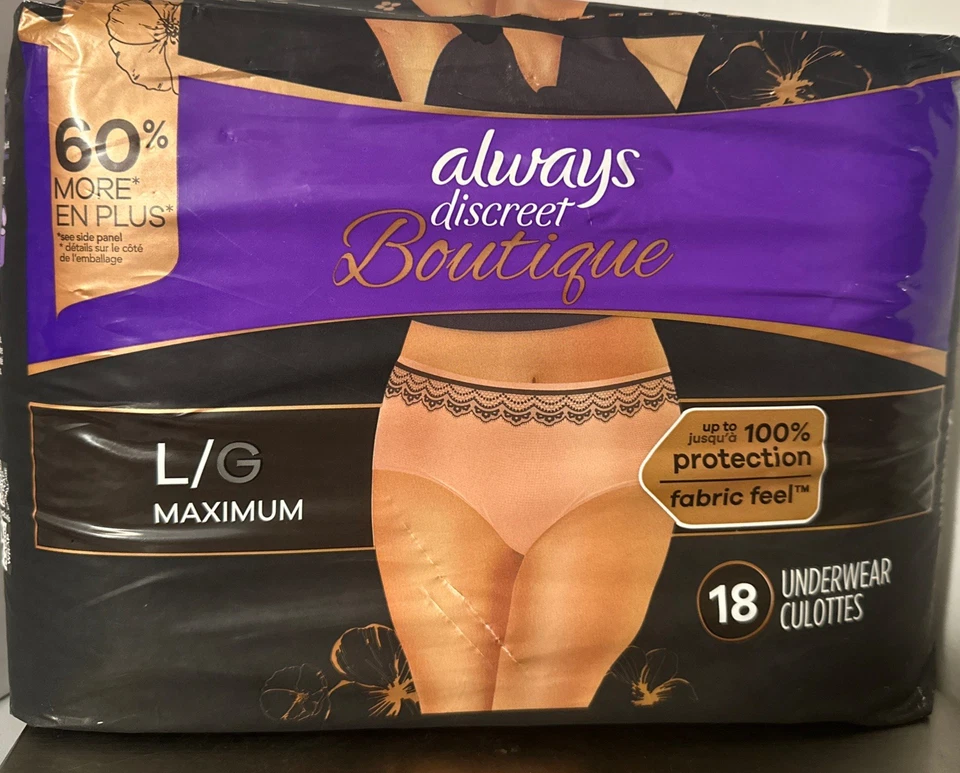 60%
MORE*
EN PLUS*
*see side panel
* détails sur le côté
de l'emballage
always
discreet
Boutique
L/G
MAXIMUM
up to
jusqu'à 100%
protection
fabric feel™
18 UNDERWEAR
CULOTTES